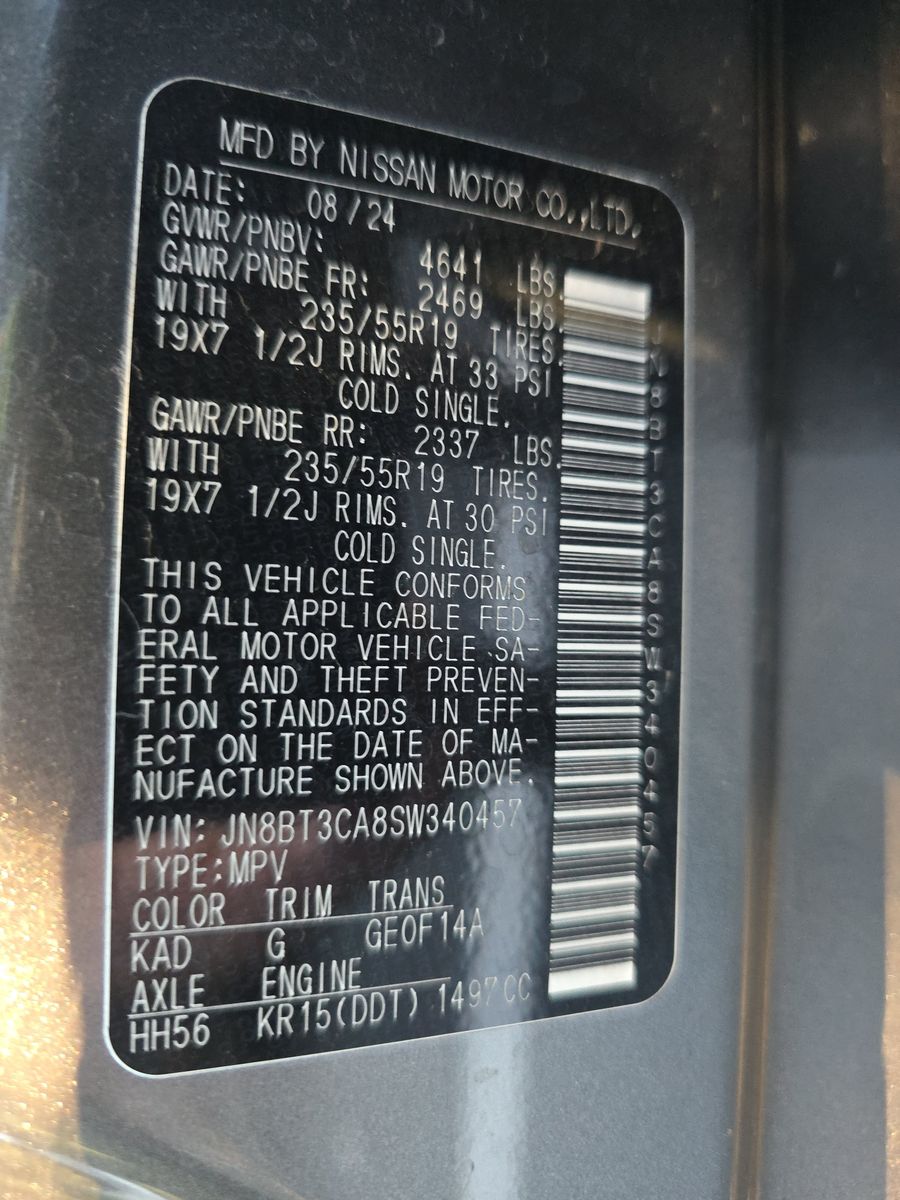 MFD BY NISSAN MOTOR CO.,LTD.
DATE: 08/24
GVWR/PNBV: 4641 LBS.
GAWR/PNBE FR: 2469 LBS.
WITH 235/55R19 TIRES.
19X7 1/2J RIMS. AT 33 PSI
COLD SINGLE.
GAWR/PNBE RR: 2337 LBS.
WITH 235/55R19 TIRES.
19X7 1/2J RIMS. AT 30 PSI
COLD SINGLE.
THIS VEHICLE CONFORMS
TO ALL APPLICABLE FED-
ERAL MOTOR VEHICLE SA-
FETY AND THEFT PREVEN-
TION STANDARDS IN EFF-
ECT ON THE DATE OF MA-
NUFACTURE SHOWN ABOVE.
VIN: JN8BT3CA8SW340457
TYPE:MPV
COLOR TRIM TRANS
KAD G GE0F14A
AXLE ENGINE
HH56 KR15(DDT) 1497CC
JN8BT3CA8SW340457